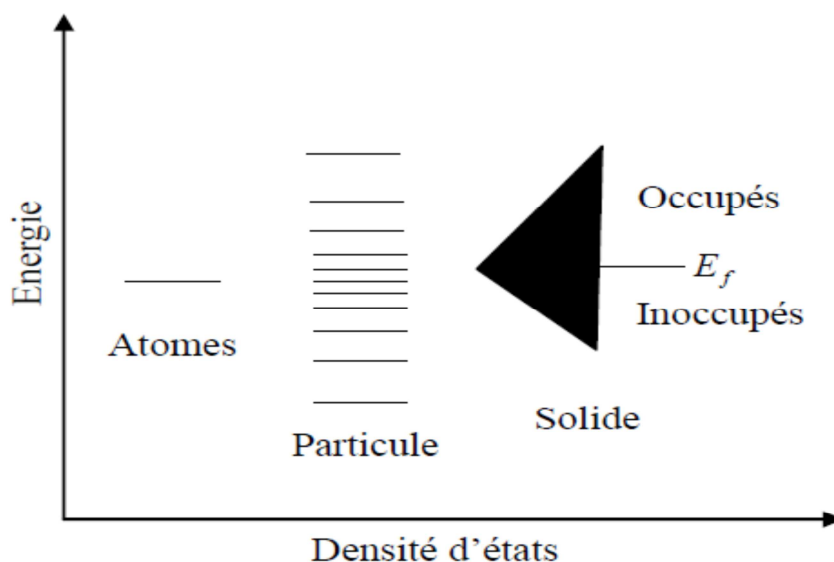 Energie
Occupés
E_f
Inoccupés
Atomes
Solide
Particule
Densité d'états